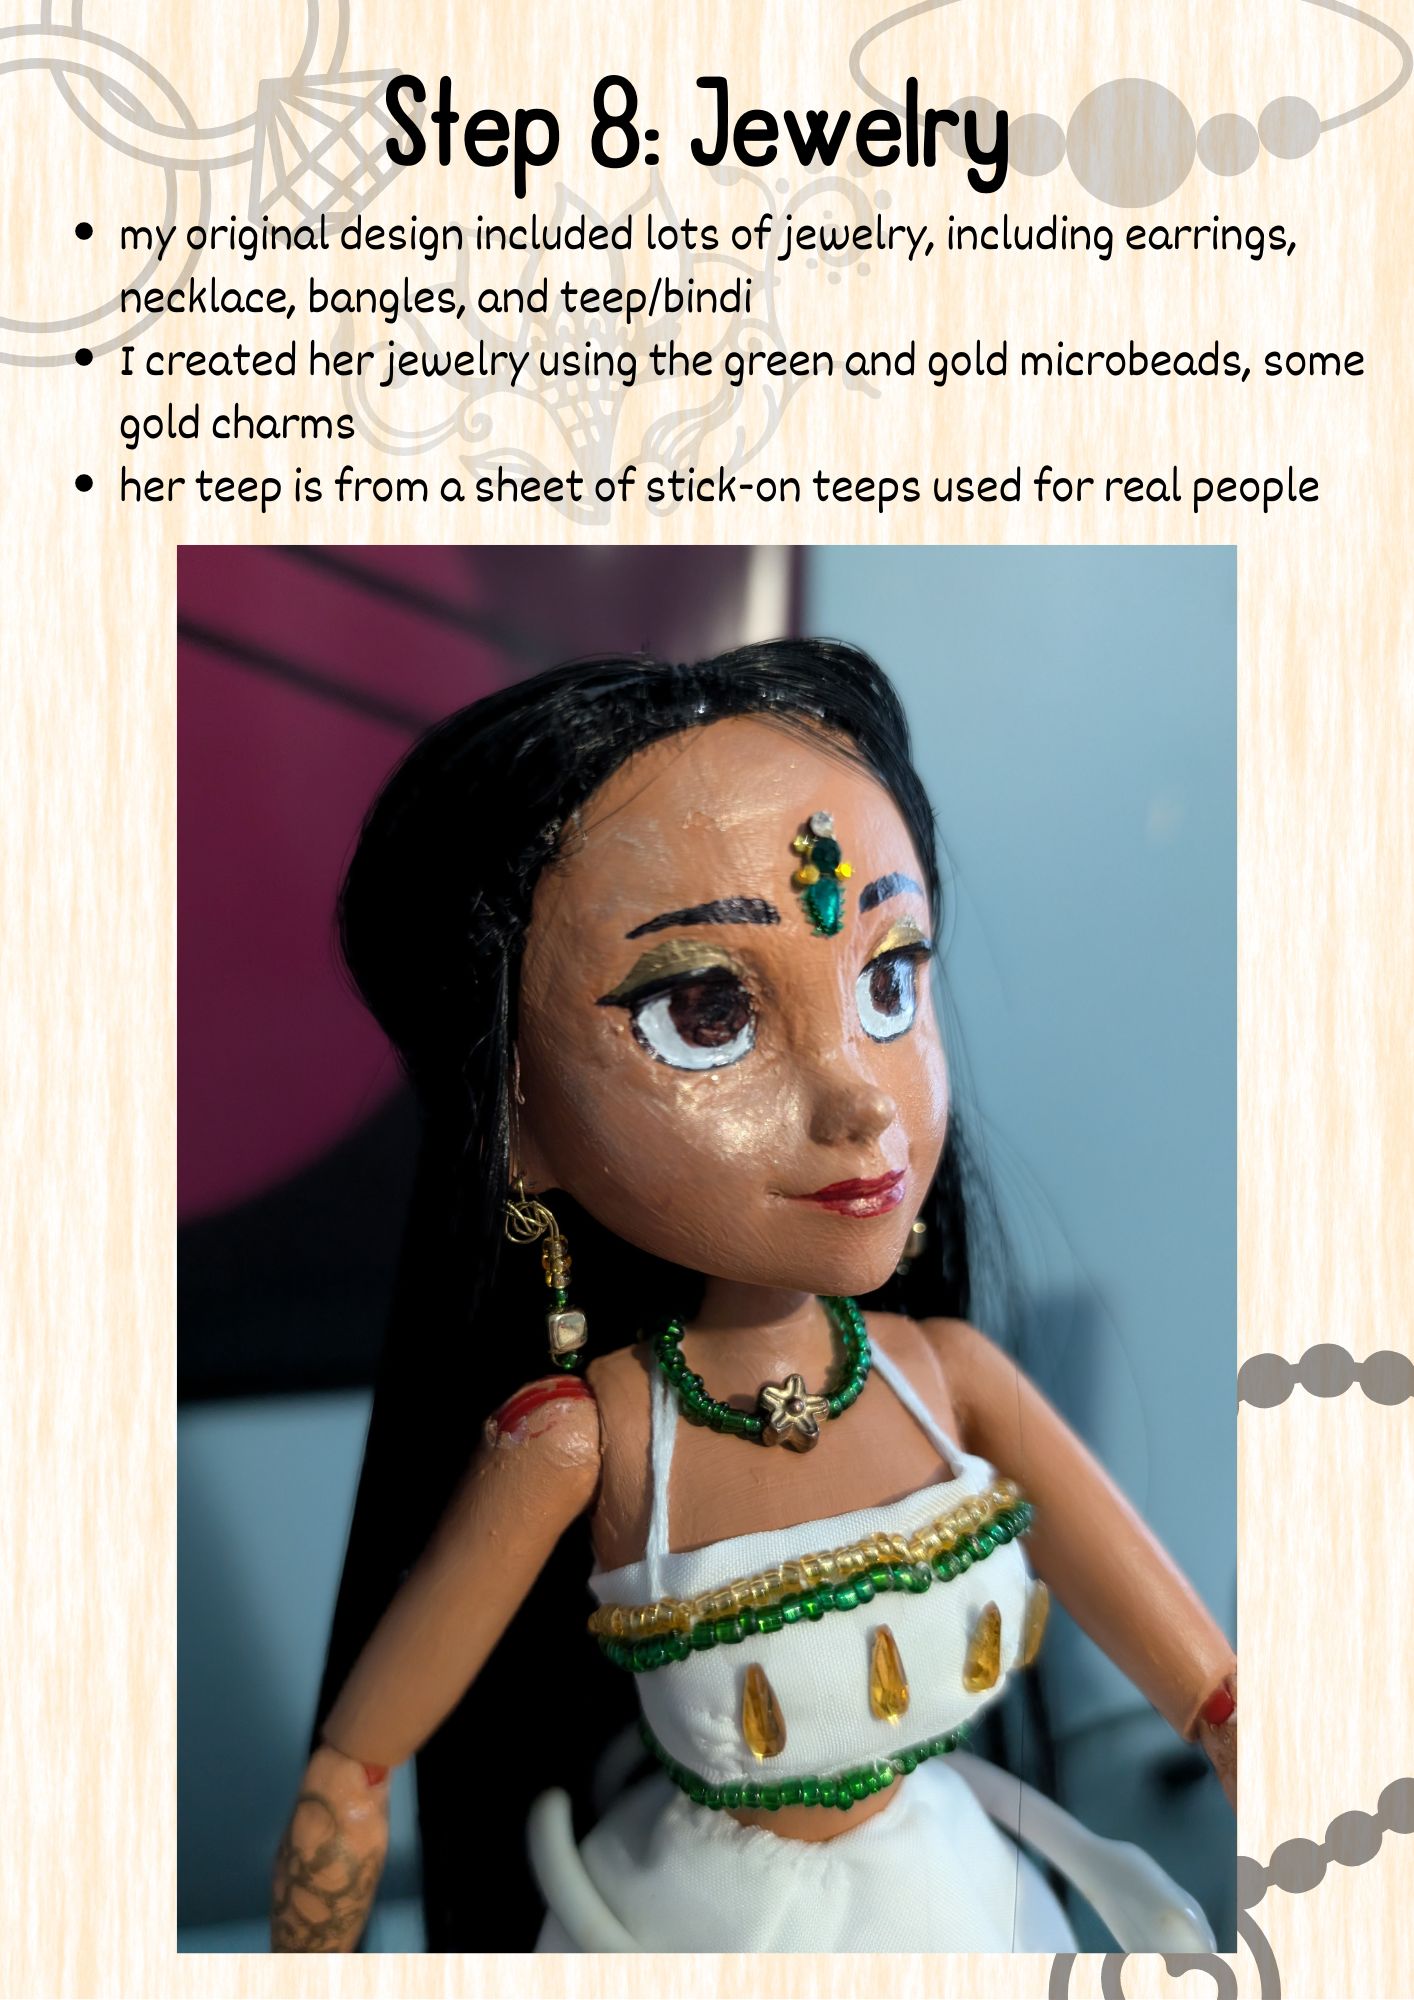 Step 8: Jewelry
• my original design included lots of jewelry, including earrings,
necklace, bangles, and teep/bindi
• I created her jewelry using the green and gold microbeads, some
gold charms
• her teep is from a sheet of stick-on teeps used for real people